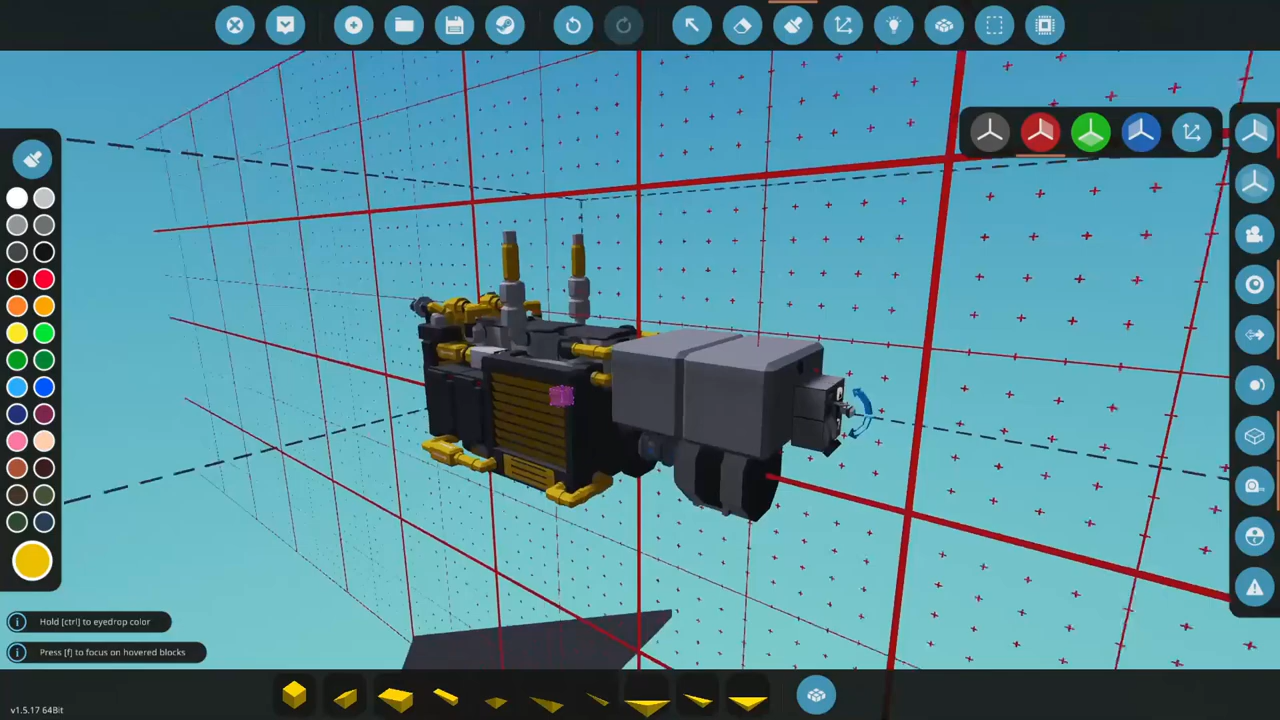 Hold [ctrl] to eyedrop color
Press [f] to focus on hovered blocks
v1.5.17 64Bit